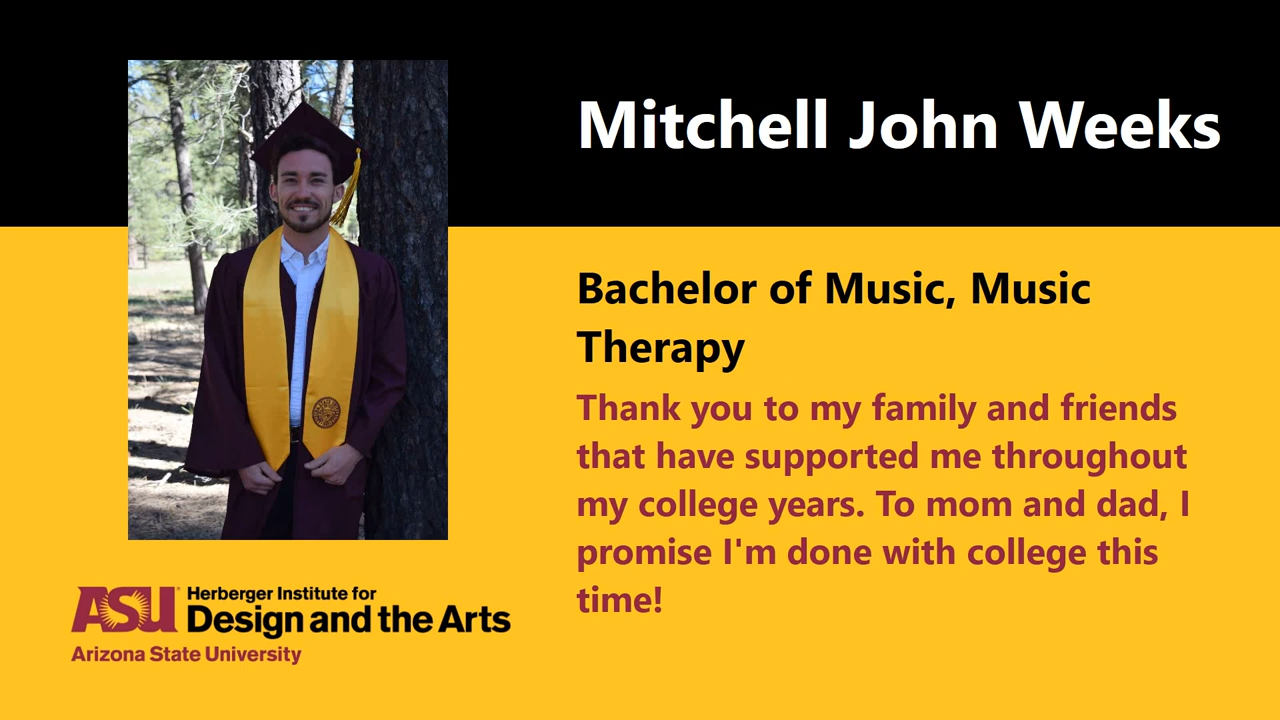 Mitchell John Weeks
Bachelor of Music, Music
Therapy
Thank you to my family and friends
that have supported me throughout
my college years. To mom and dad, I
promise I'm done with college this
time!
ASU Herberger Institute for
Design and the Arts
Arizona State University